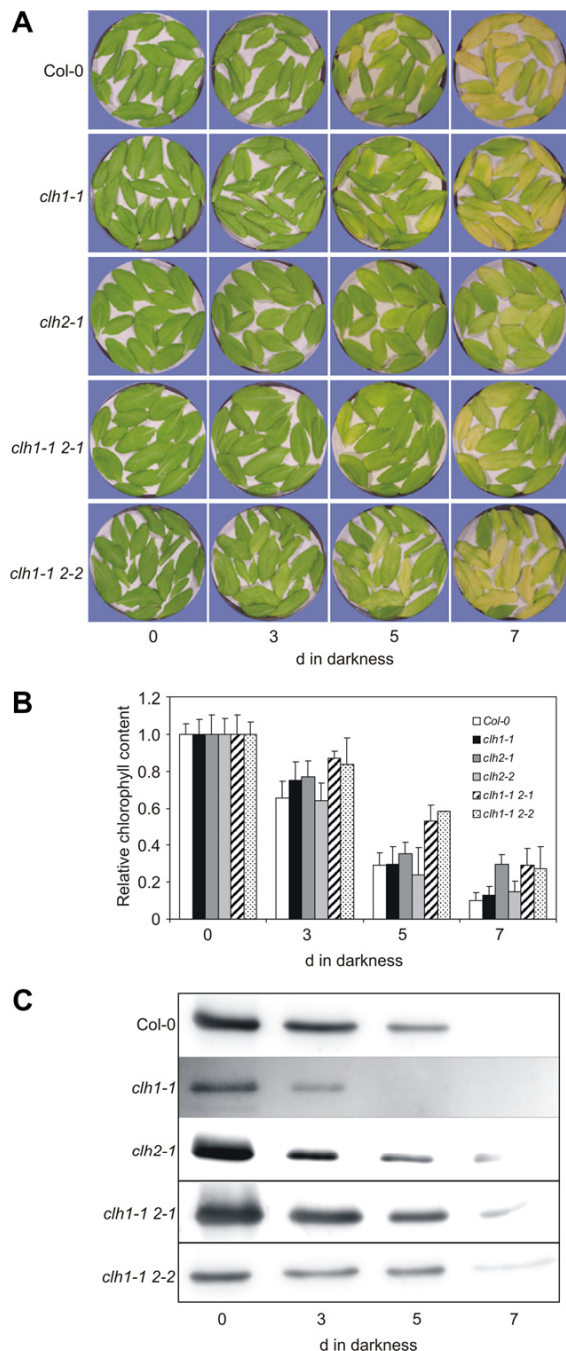 A
Col-0
clh1-1
clh2-1
clh1-1 2-1
clh1-1 2-2
0 3 5 7
d in darkness
B
Relative chlorophyll content
1.2
1
0.8
0.6
0.4
0.2
0
Col-0
clh1-1
clh2-1
clh2-2
clh1-1 2-1
clh1-1 2-2
0 3 5 7
d in darkness
C
Col-0
clh1-1
clh2-1
clh1-1 2-1
clh1-1 2-2
0 3 5 7
d in darkness